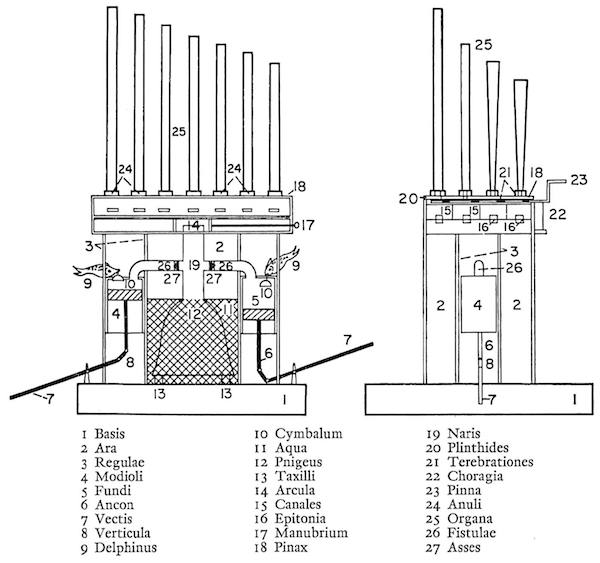 25
24
24
18
14
17
3
2
9
26
19
26
9
10
27
27
10
4
12
11
5
7
8
6
7
13
13
1
25
21
18
23
20
15
15
22
16
16
3
26
2
4
2
6
8
7
1
1 Basis
2 Ara
3 Regulae
4 Modioli
5 Fundi
6 Ancon
7 Vectis
8 Verticula
9 Delphinus
10 Cymbalum
11 Aqua
12 Pnigeus
13 Taxilli
14 Arcula
15 Canales
16 Epitonia
17 Manubrium
18 Pinax
19 Naris
20 Plinthides
21 Terebrationes
22 Choragia
23 Pinna
24 Anuli
25 Organa
26 Fistulae
27 Asses